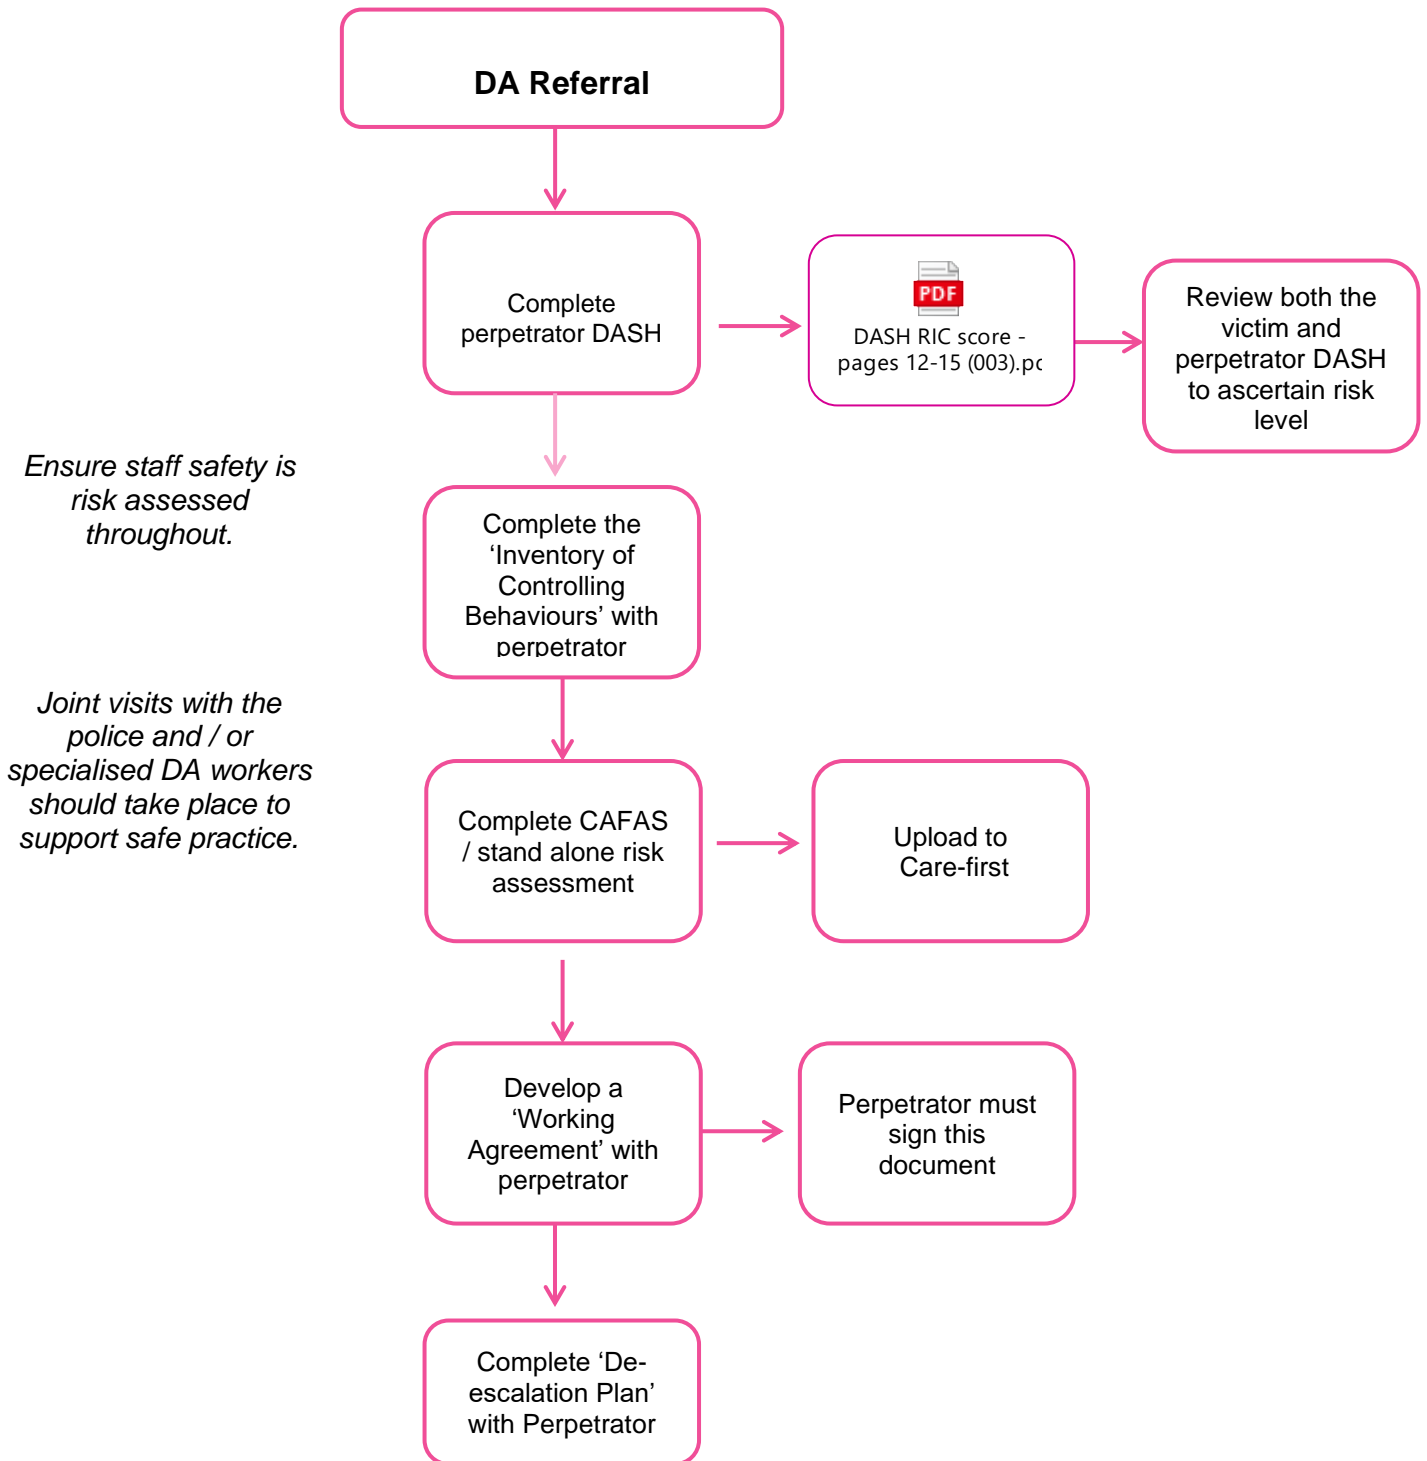 DA Referral
Complete
perpetrator DASH
PDF
DASH RIC score -
pages 12-15 (003).pc
Review both the
victim and
perpetrator DASH
to ascertain risk
level
Ensure staff safety is
risk assessed
throughout.
Complete the
‘Inventory of
Controlling
Behaviours’ with
perpetrator
Joint visits with the
police and / or
specialised DA workers
should take place to
support safe practice.
Complete CAFAS
/ stand alone risk
assessment
Upload to
Care-first
Develop a
‘Working
Agreement’ with
perpetrator
Perpetrator must
sign this
document
Complete ‘De-
escalation Plan’
with Perpetrator